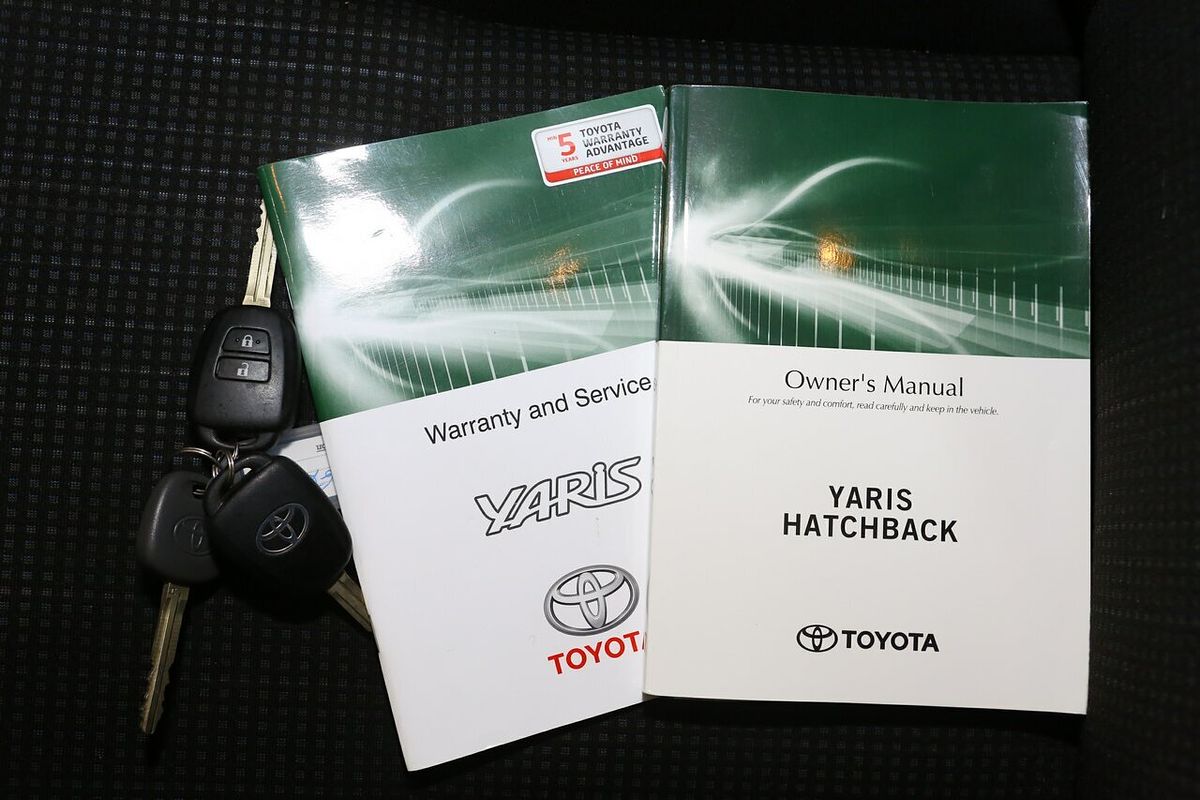 MIN 5 YEARS
TOYOTA
WARRANTY
ADVANTAGE
PEACE OF MIND
Warranty and Service
YARIS
TOYOTA
Owner's Manual
For your safety and comfort, read carefully and keep in the vehicle.
YARIS
HATCHBACK
TOYOTA